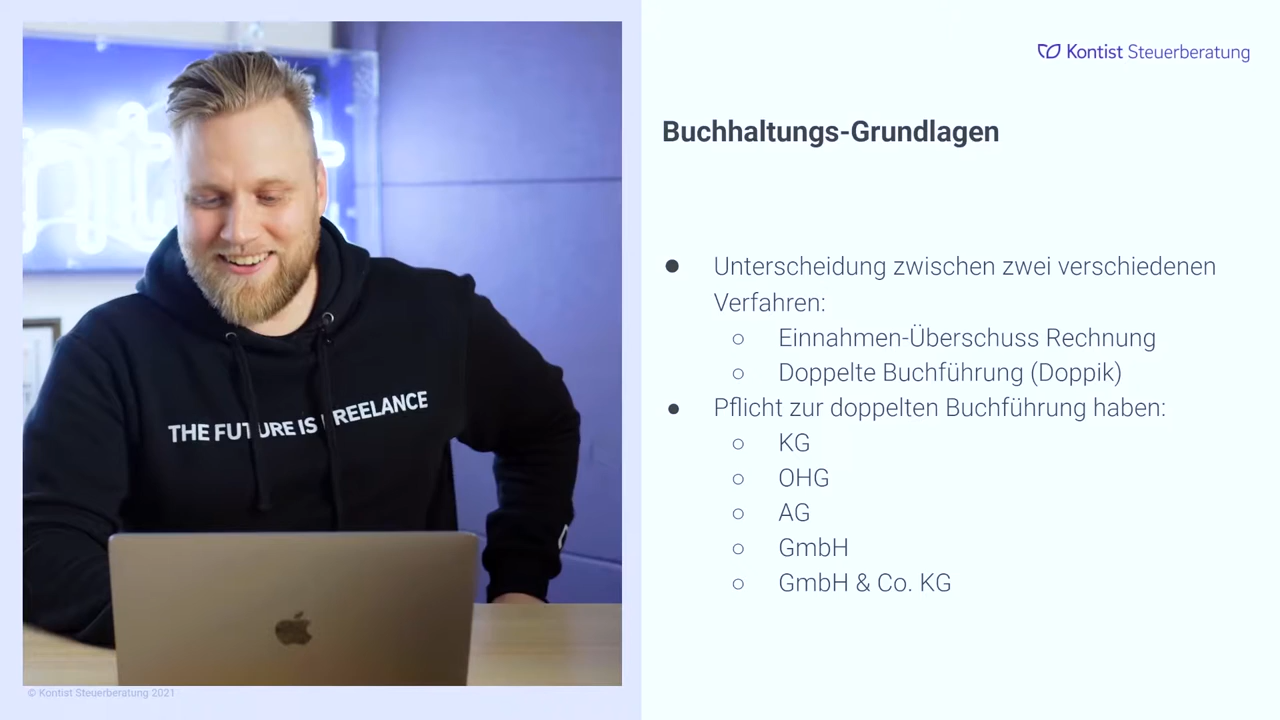 Kontist Steuerberatung
Buchhaltungs-Grundlagen
Unterscheidung zwischen zwei verschiedenen
Verfahren:
Einnahmen-Überschuss Rechnung
Doppelte Buchführung (Doppik)
Pflicht zur doppelten Buchführung haben:
KG
OHG
AG
GmbH
GmbH & Co. KG
THE FUTURE IS FREELANCE
© Kontist Steuerberatung 2021